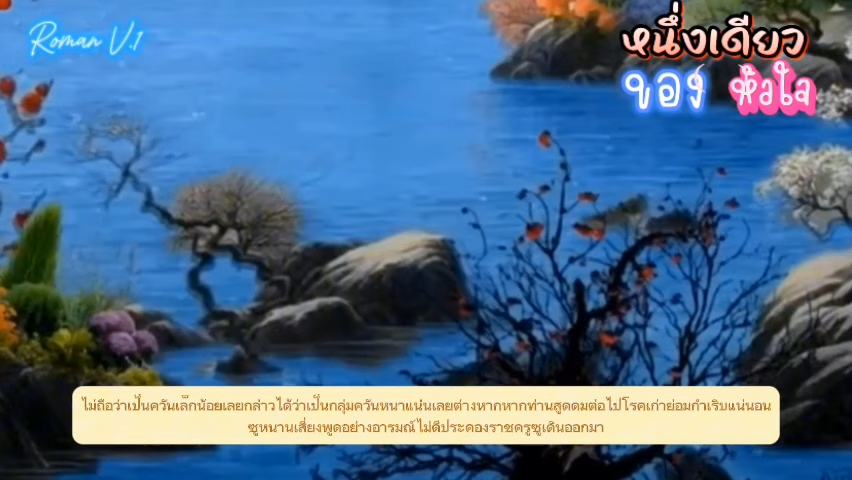 Roman V.1
หนึ่งเดียว
ของ หัวใจ
ไม่ถือว่าเป็นควันเล็กน้อยเลยกล่าวได้ว่าเป็นกลุ่มควันหนาแน่นเลยต่างหากหากท่านสูดดมต่อไปโรคเก่าย่อมกำเริบแน่นอน
ซูหนานเสี่ยงพูดอย่างอารมณ์ไม่ดีประคองราชครูซูเดินออกมา